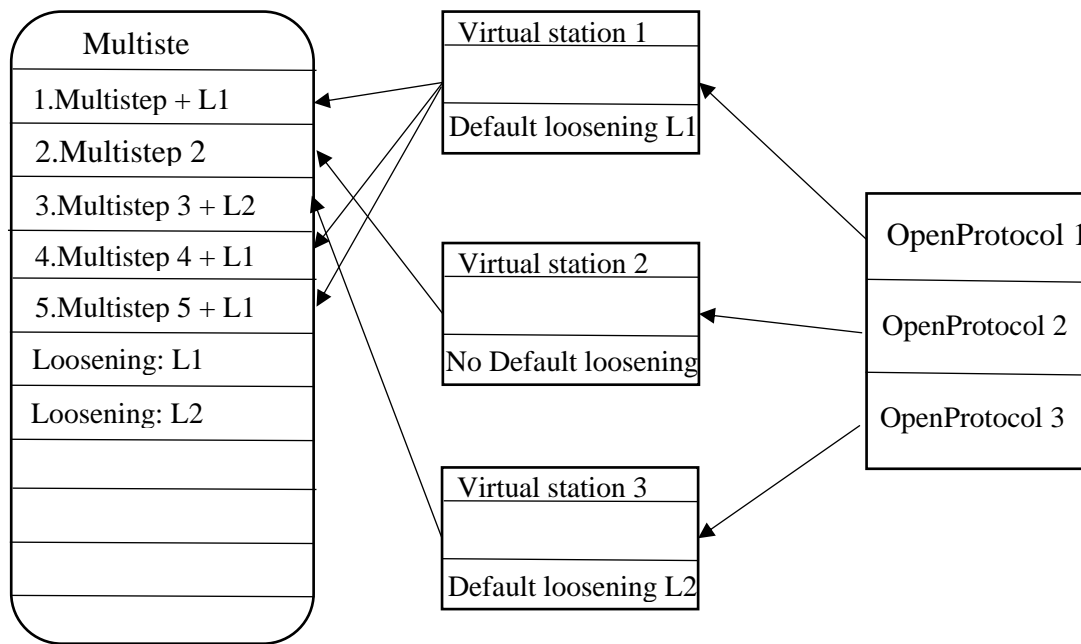 Multiste
1.Multistep + L1
2.Multistep 2
3.Multistep 3 + L2
4.Multistep 4 + L1
5.Multistep 5 + L1
Loosening: L1
Loosening: L2
Virtual station 1
Default loosening L1
Virtual station 2
No Default loosening
Virtual station 3
Default loosening L2
OpenProtocol 1
OpenProtocol 2
OpenProtocol 3